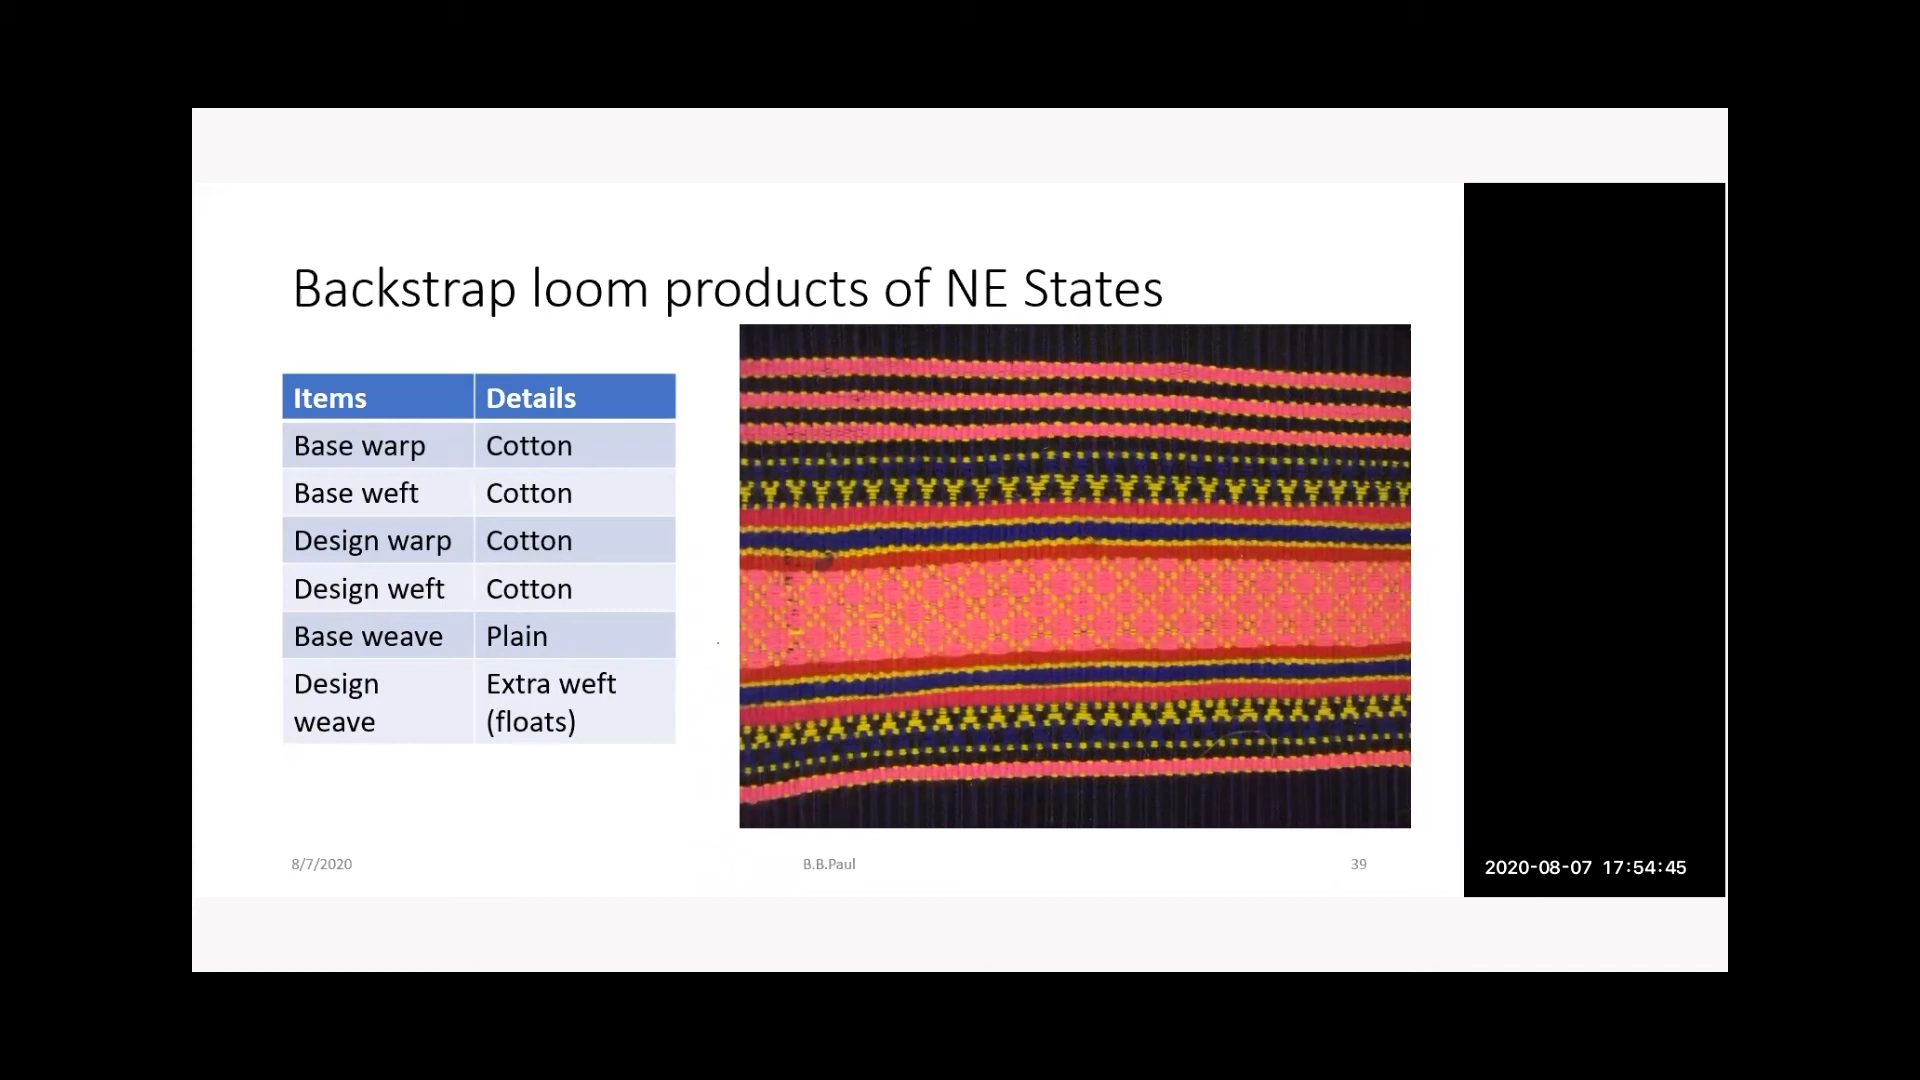 Backstrap loom products of NE States
Items Details
Base warp Cotton
Base weft Cotton
Design warp Cotton
Design weft Cotton
Base weave Plain
Design weave Extra weft (floats)
8/7/2020 B.B.Paul 39
2020-08-07 17:54:45